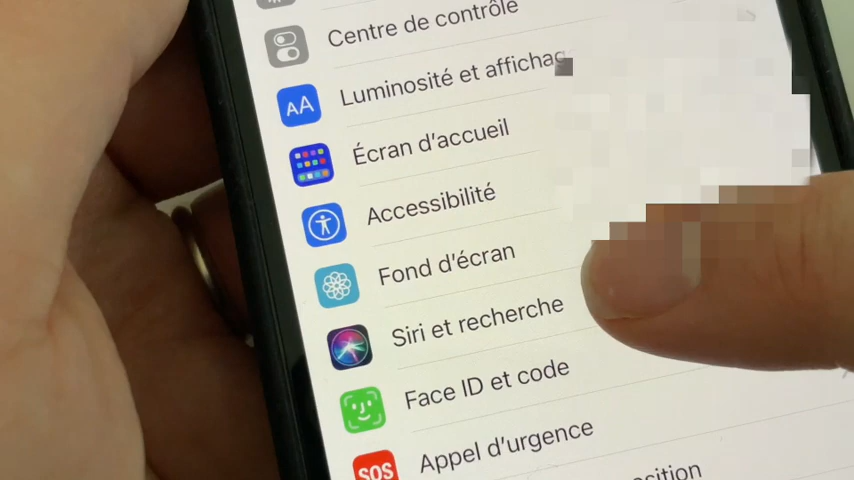 Centre de contrôle
AA
Luminosité et affichag
Écran d'accueil
Accessibilité
Fond d'écran
Siri et recherche
Face ID et code
SOS
Appel d'urgence